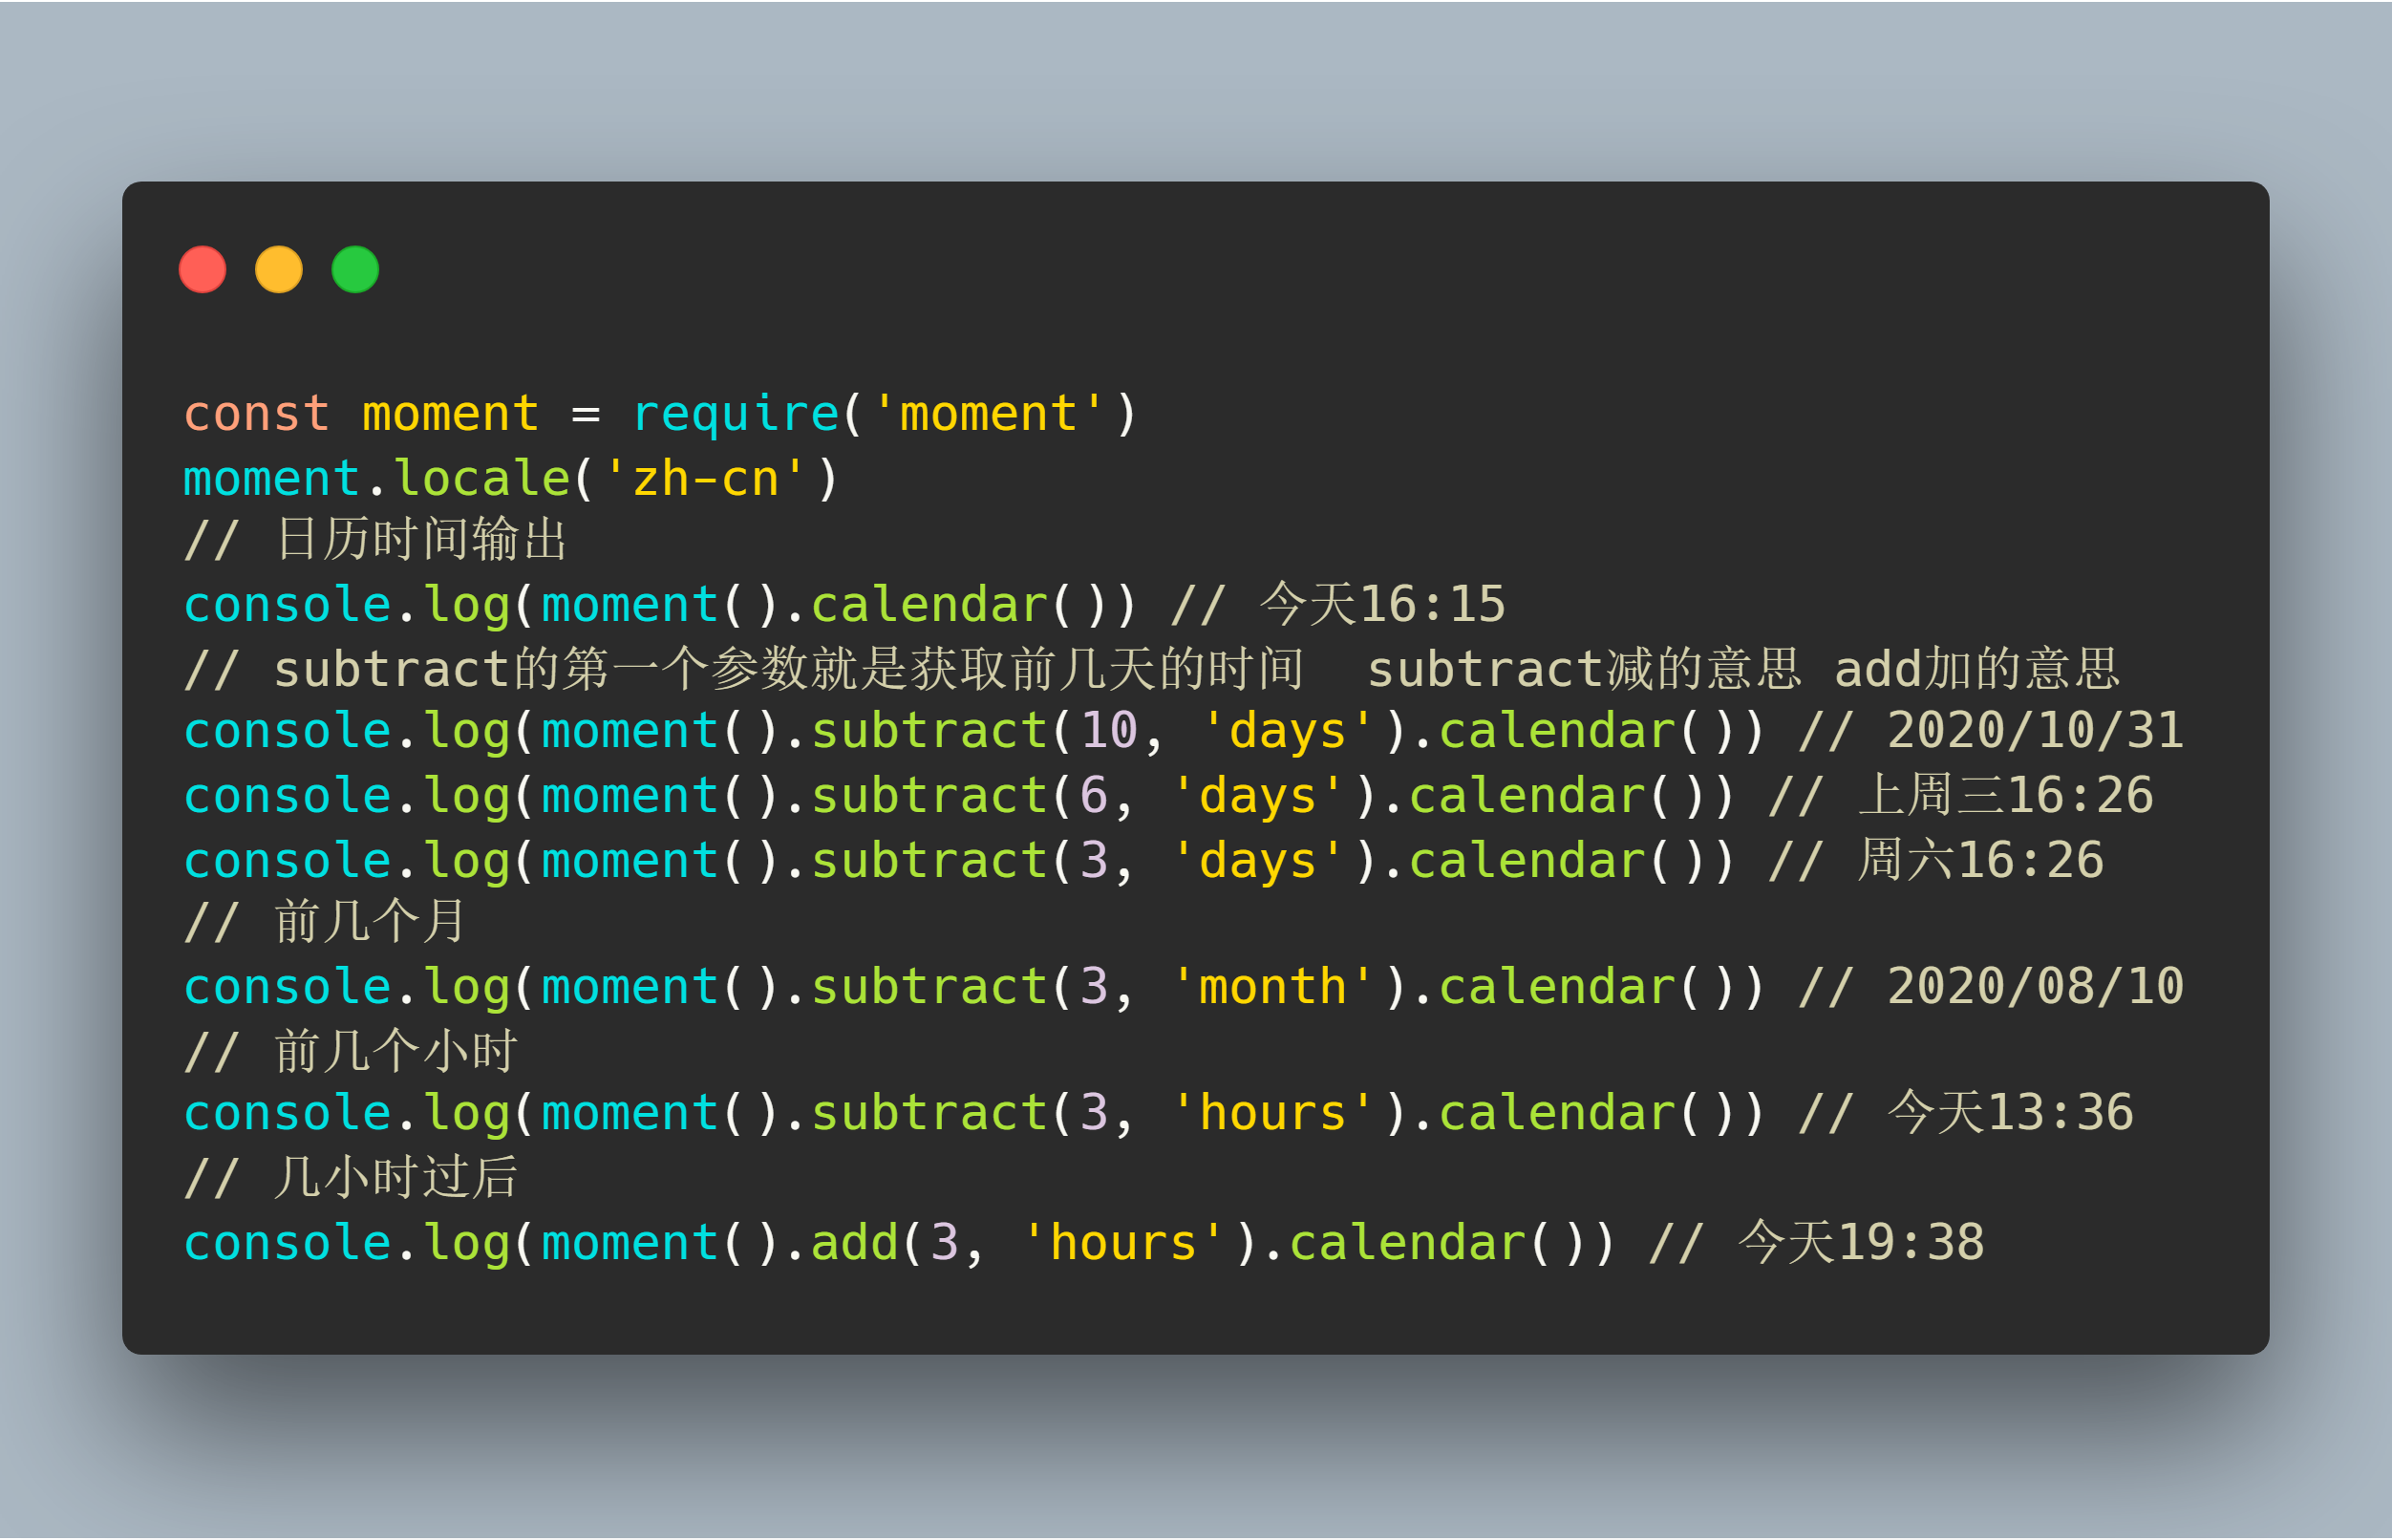 const moment = require('moment')
moment.locale('zh-cn')
// 日历时间输出
console.log(moment().calendar()) // 今天16:15
// subtract的第一个参数就是获取前几天的时间  subtract减的意思 add加的意思
console.log(moment().subtract(10, 'days').calendar()) // 2020/10/31
console.log(moment().subtract(6, 'days').calendar()) // 上周三16:26
console.log(moment().subtract(3, 'days').calendar()) // 周六16:26
// 前几个月
console.log(moment().subtract(3, 'month').calendar()) // 2020/08/10
// 前几个小时
console.log(moment().subtract(3, 'hours').calendar()) // 今天13:36
// 几小时过后
console.log(moment().add(3, 'hours').calendar()) // 今天19:38